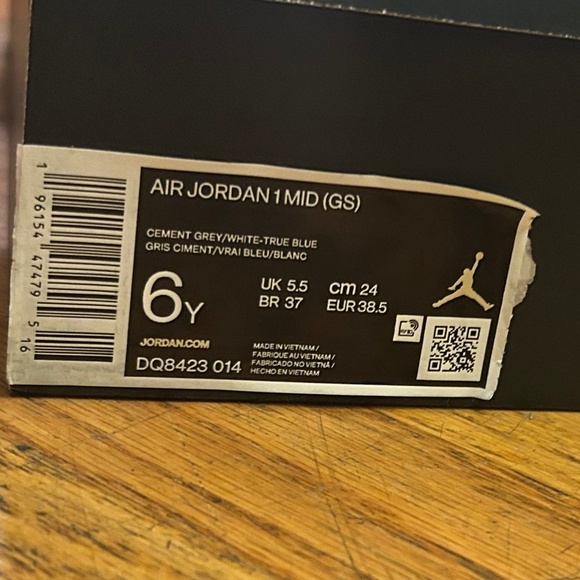 AIR JORDAN 1 MID (GS)
CEMENT GREY/WHITE-TRUE BLUE
GRIS CIMENT/VRAI BLEU/BLANC
6Y
UK 5.5 cm 24
BR 37 EUR 38.5
JORDAN.COM
DQ8423 014
MADE IN VIETNAM /
FABRIQUE AU VIETNAM /
FABRICADO NO VIETNÃ /
HECHO EN VIETNAM
1 96154 47479 5 16